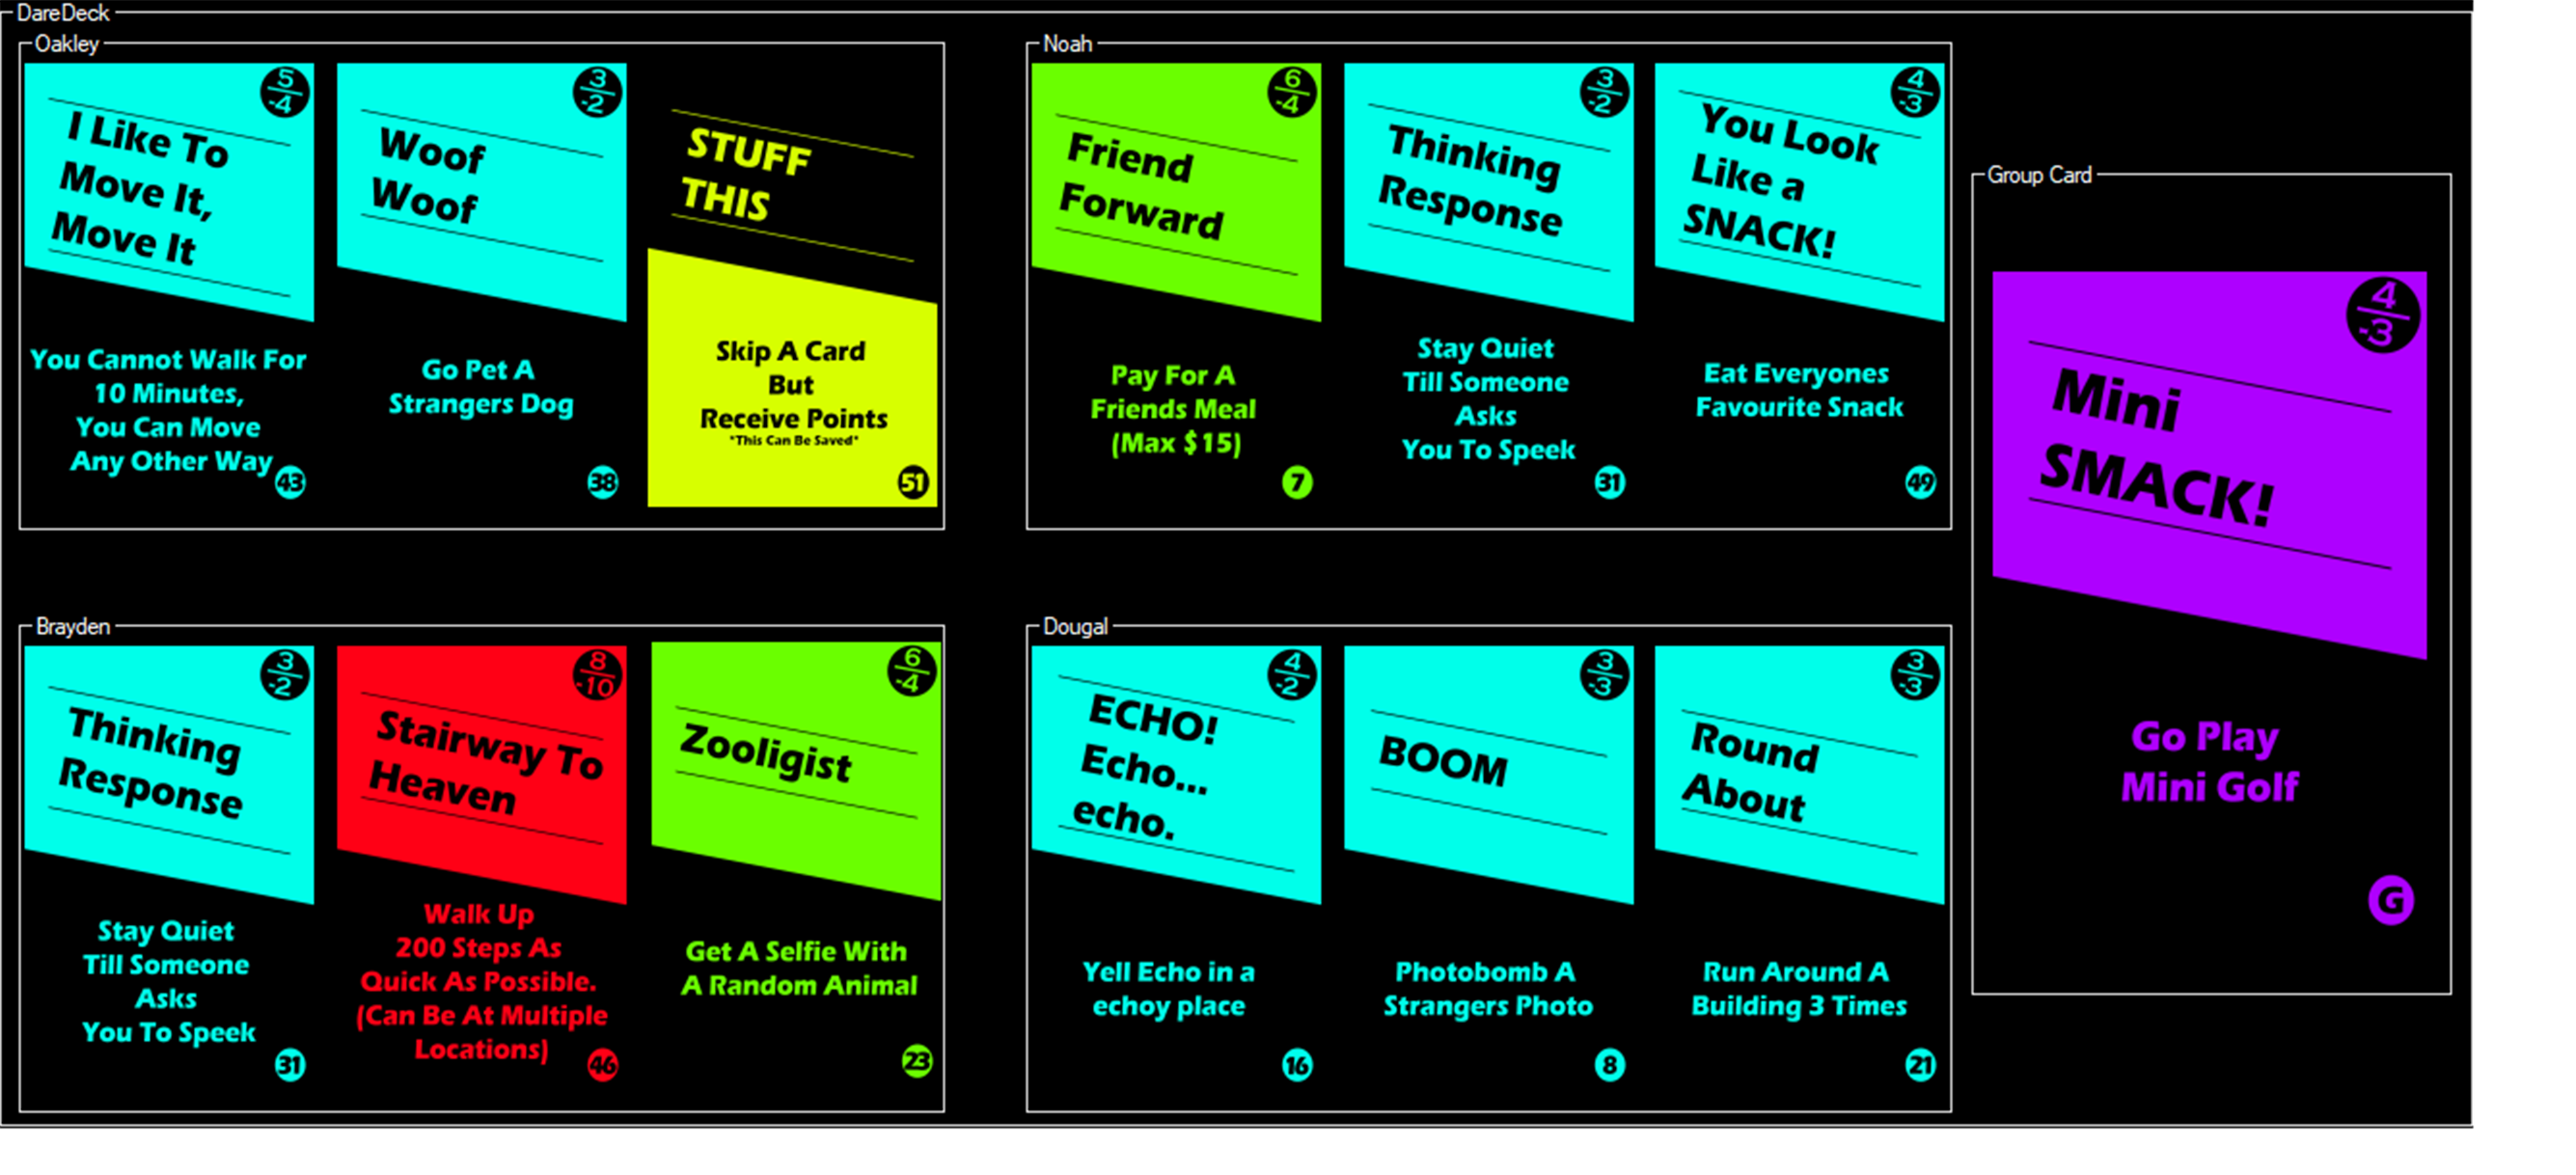 DareDeck
Oakley
5
-4
I Like To
Move It,
Move It
You Cannot Walk For
10 Minutes,
You Can Move
Any Other Way
43
3
-2
Woof
Woof
Go Pet A
Strangers Dog
38
STUFF
THIS
Skip A Card
But
Receive Points
*This Can Be Saved*
51
Noah
6
-4
Friend
Forward
Pay For A
Friends Meal
(Max $15)
7
3
-2
Thinking
Response
Stay Quiet
Till Someone
Asks
You To Speek
31
4
-3
You Look
Like a
SNACK!
Eat Everyones
Favourite Snack
49
Brayden
3
-2
Thinking
Response
Stay Quiet
Till Someone
Asks
You To Speek
31
8
-10
Stairway To
Heaven
Walk Up
200 Steps As
Quick As Possible.
(Can Be At Multiple
Locations)
46
6
-4
Zooligist
Get A Selfie With
A Random Animal
23
Dougal
4
-2
ECHO!
Echo...
echo.
Yell Echo in a
echoy place
16
3
-3
BOOM
Photobomb A
Strangers Photo
8
3
-3
Round
About
Run Around A
Building 3 Times
21
Group Card
4
-3
Mini
SMACK!
Go Play
Mini Golf
G